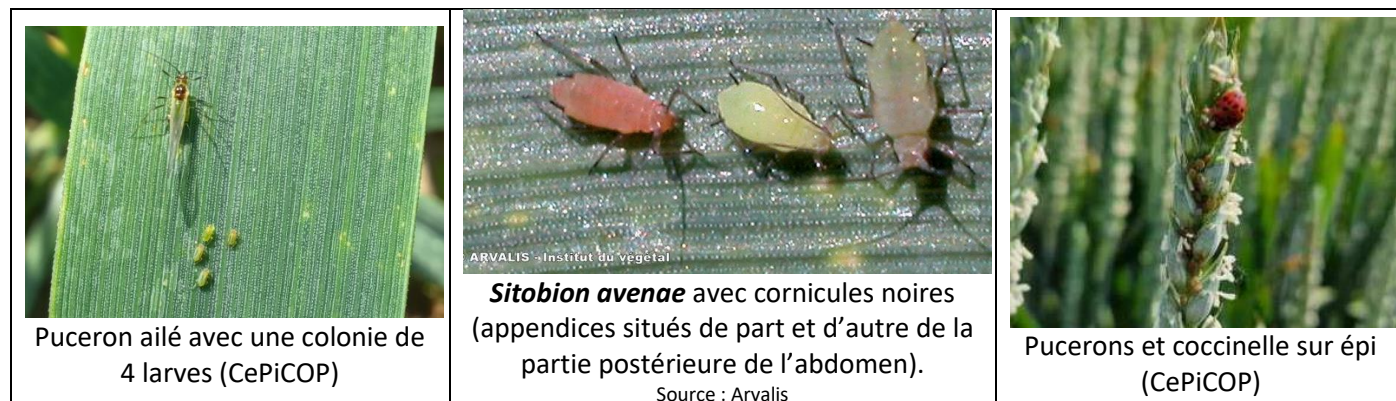 ARVALIS - Institut du végétal
Puceron ailé avec une colonie de
4 larves (CePiCOP)
Sitobion avenae avec cornicules noires
(appendices situés de part et d’autre de la
partie postérieure de l’abdomen).
Source : Arvalis
Pucerons et coccinelle sur épi
(CePiCOP)